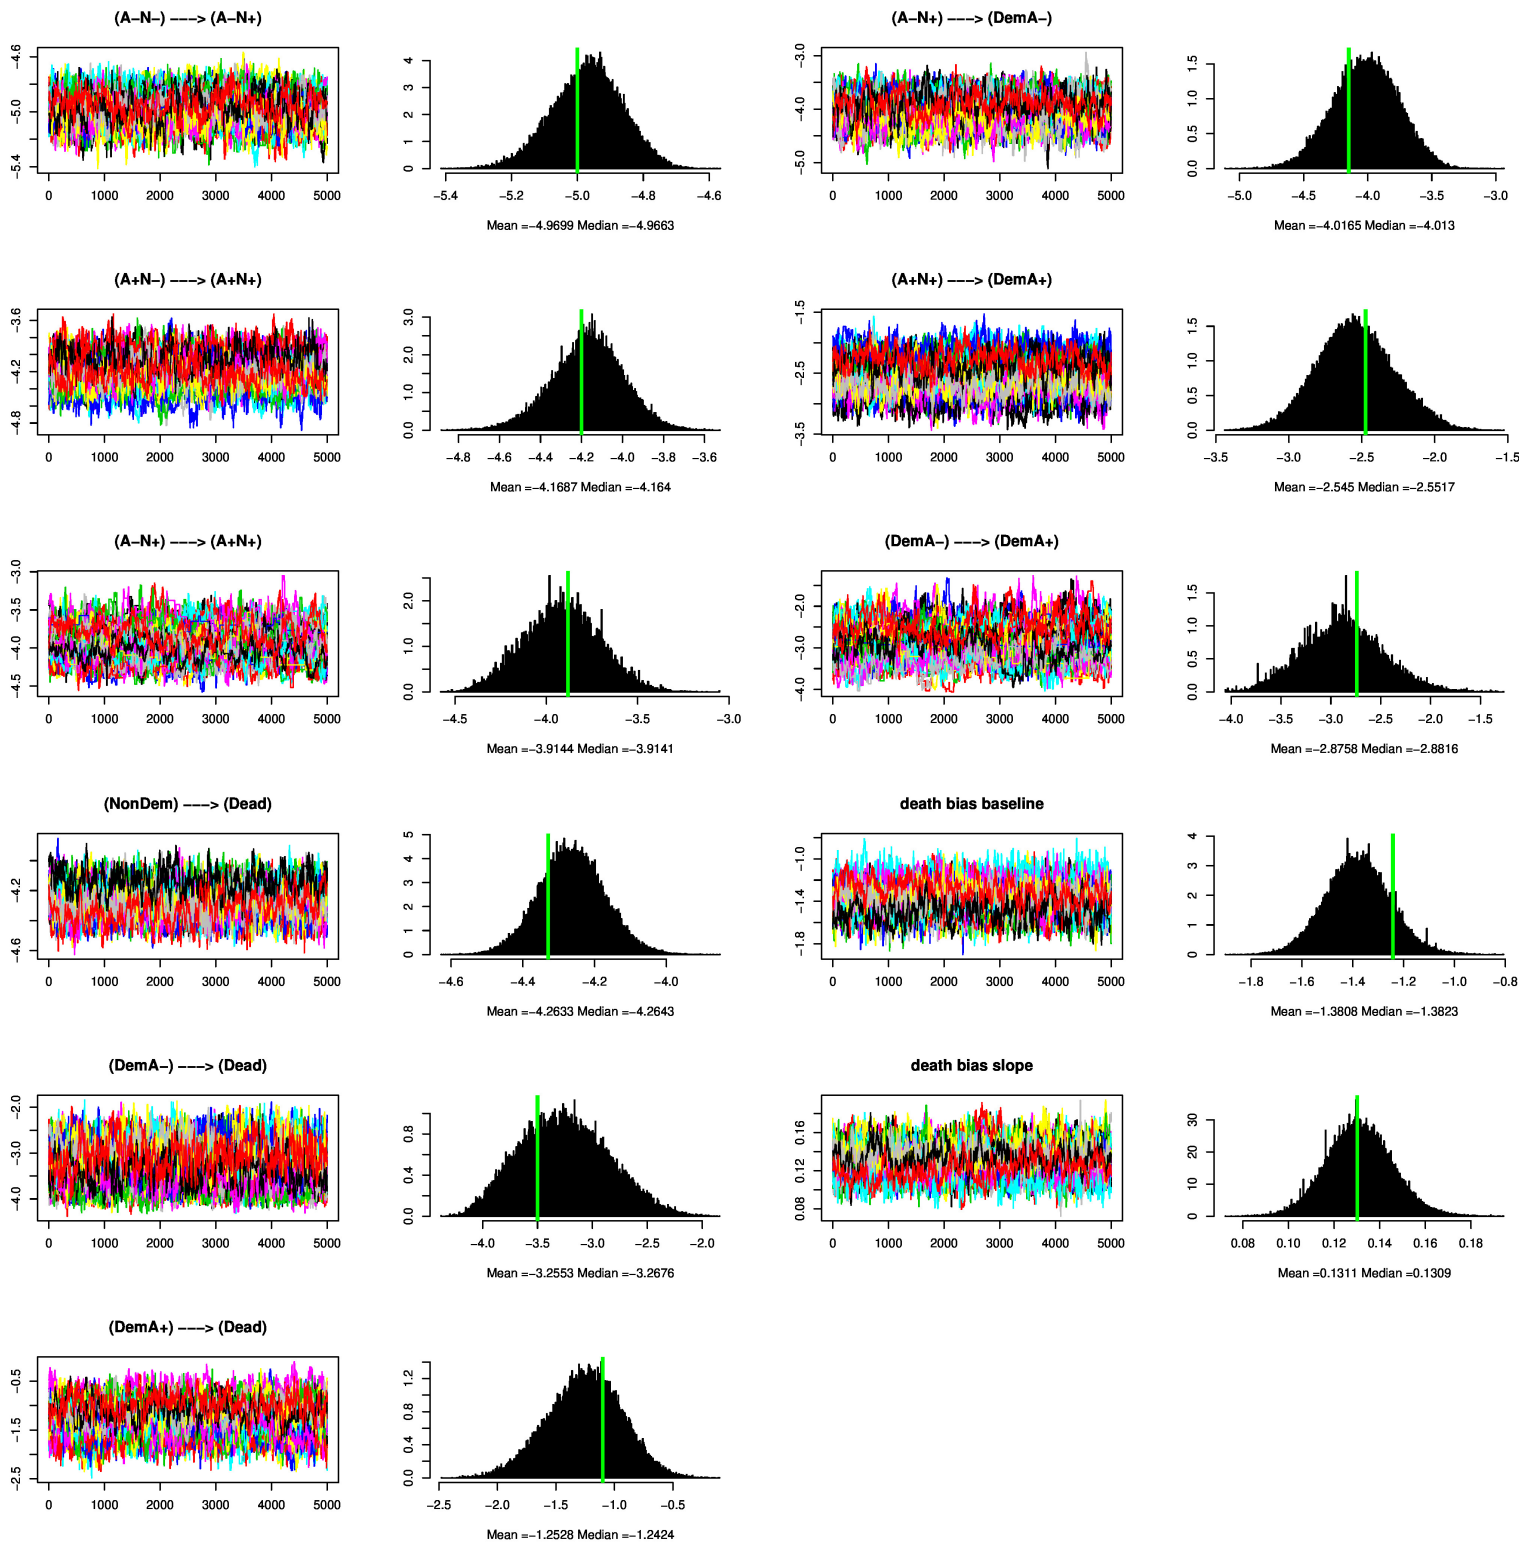 (A−N−) −−−> (A−N+)
−4.6
−5.0
−5.4
0 1000 2000 3000 4000 5000
4
3
2
1
0
−5.4 −5.2 −5.0 −4.8 −4.6
Mean =−4.9699 Median =−4.9663
(A−N+) −−−> (DemA−)
−3.0
−4.0
−5.0
0 1000 2000 3000 4000 5000
1.5
1.0
0.5
0.0
−5.0 −4.5 −4.0 −3.5 −3.0
Mean =−4.0165 Median =−4.013
(A+N−) −−−> (A+N+)
−3.6
−4.2
−4.8
0 1000 2000 3000 4000 5000
3.0
2.0
1.0
0.0
−4.8 −4.6 −4.4 −4.2 −4.0 −3.8 −3.6
Mean =−4.1687 Median =−4.164
(A+N+) −−−> (DemA+)
−1.5
−2.5
−3.5
0 1000 2000 3000 4000 5000
1.5
1.0
0.5
0.0
−3.5 −3.0 −2.5 −2.0 −1.5
Mean =−2.545 Median =−2.5517
(A−N+) −−−> (A+N+)
−3.0
−3.5
−4.0
−4.5
0 1000 2000 3000 4000 5000
2.0
1.0
0.0
−4.5 −4.0 −3.5 −3.0
Mean =−3.9144 Median =−3.9141
(DemA−) −−−> (DemA+)
−2.0
−3.0
−4.0
0 1000 2000 3000 4000 5000
1.5
1.0
0.5
0.0
−4.0 −3.5 −3.0 −2.5 −2.0 −1.5
Mean =−2.8758 Median =−2.8816
(NonDem) −−−> (Dead)
−4.2
−4.6
0 1000 2000 3000 4000 5000
5
4
3
2
1
0
−4.6 −4.4 −4.2 −4.0
Mean =−4.2633 Median =−4.2643
death bias baseline
−1.0
−1.4
−1.8
0 1000 2000 3000 4000 5000
4
3
2
1
0
−1.8 −1.6 −1.4 −1.2 −1.0 −0.8
Mean =−1.3808 Median =−1.3823
(DemA−) −−−> (Dead)
−2.0
−3.0
−4.0
0 1000 2000 3000 4000 5000
0.8
0.4
0.0
−4.0 −3.5 −3.0 −2.5 −2.0
Mean =−3.2553 Median =−3.2676
death bias slope
0.16
0.12
0.08
0 1000 2000 3000 4000 5000
30
20
10
0
0.08 0.10 0.12 0.14 0.16 0.18
Mean =0.1311 Median =0.1309
(DemA+) −−−> (Dead)
−0.5
−1.5
−2.5
0 1000 2000 3000 4000 5000
1.2
0.8
0.4
0.0
−2.5 −2.0 −1.5 −1.0 −0.5
Mean =−1.2528 Median =−1.2424